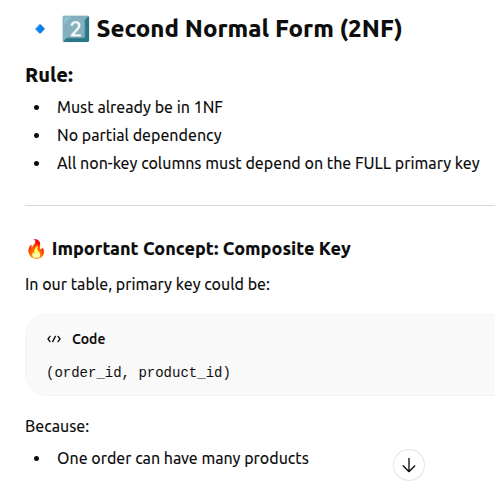 🔹 2️⃣ Second Normal Form (2NF)
Rule:
• Must already be in 1NF
• No partial dependency
• All non-key columns must depend on the FULL primary key
🔥 Important Concept: Composite Key
In our table, primary key could be:
</> Code
(order_id, product_id)
Because:
• One order can have many products